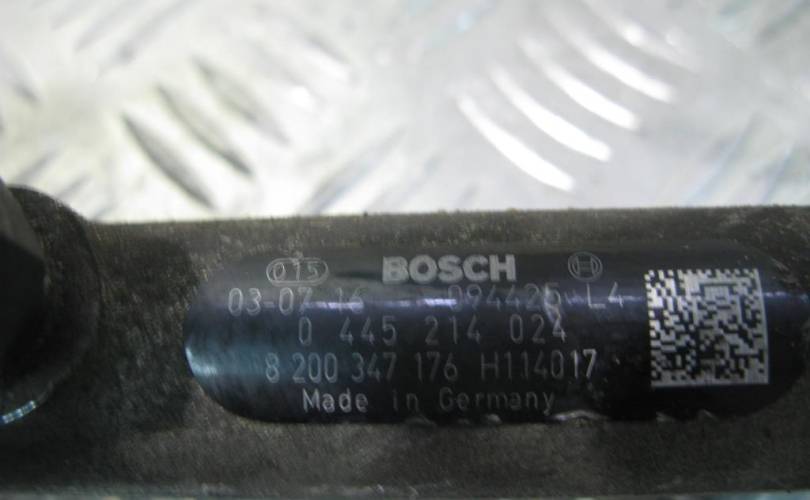 015 BOSCH
03-07-16 094425 L4
0 445 214 024
8 200 347 176 H114017
Made in Germany